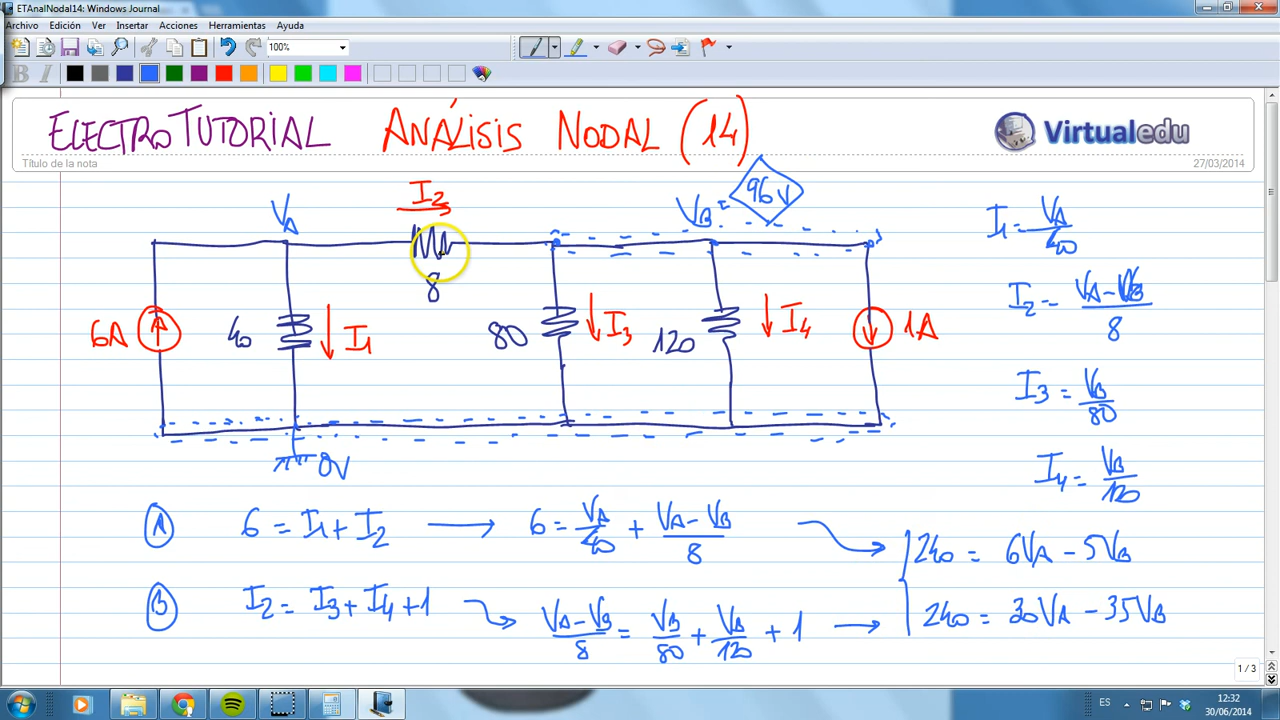 ETAnalNodal14: Windows Journal
Archivo Edición Ver Insertar Acciones Herramientas Ayuda
100%
ELECTROTUTORIAL ANÁLISIS NODAL (14)
Virtualedu
Título de la nota
27/03/2014
I2
VA
VB = 96V
8
6A
40
I1
80
I3
120
I4
1A
0V
I1 = VA/40
I2 = VA-VB/8
I3 = VB/80
I4 = VB/120
A 6 = I1 + I2 → 6 = VA/40 + VA-VB/8
240 = 6VA - 5VB
B I2 = I3 + I4 + 1
VA-VB/8 = VB/80 + VB/120 + 1 →
240 = 30VA - 35VB
1/3
ES
12:32
30/06/2014